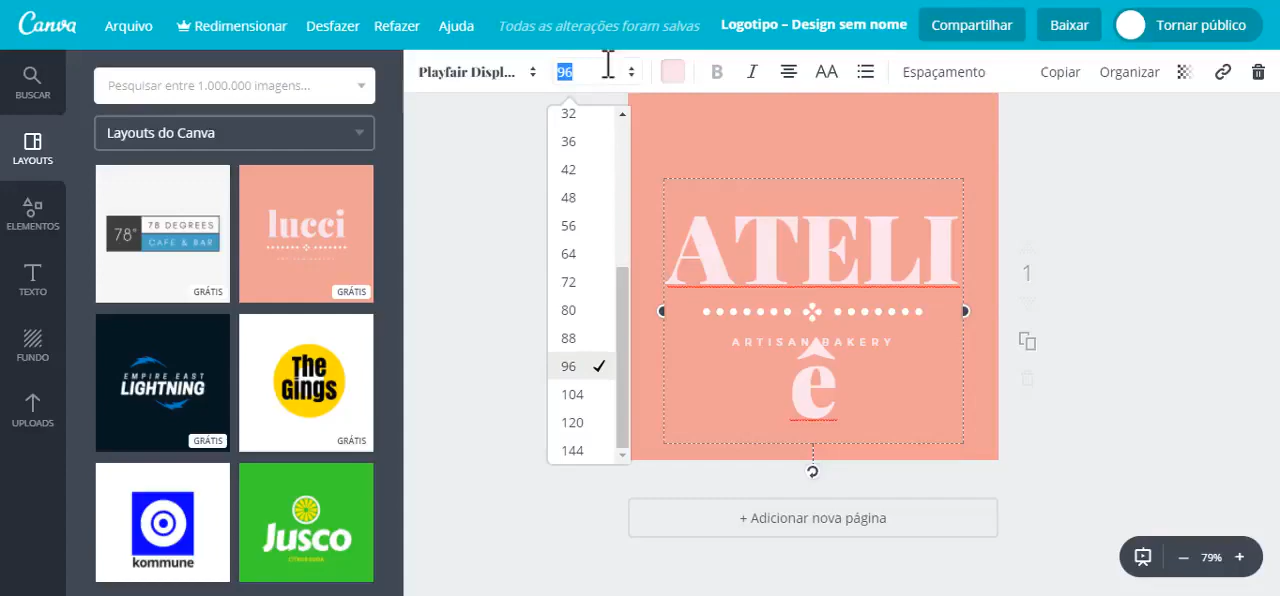 Canva
Arquivo
Redimensionar
Desfazer
Refazer
Ajuda
Todas as alterações foram salvas
Logotipo – Design sem nome
Compartilhar
Baixar
Tornar público
BUSCAR
LAYOUTS
ELEMENTOS
TEXTO
FUNDO
UPLOADS
Pesquisar entre 1.000.000 imagens...
Layouts do Canva
78°
78 DEGREES
CAFE & BAR
GRÁTIS
lucci
GRÁTIS
EMPIRE EAST
LIGHTNING
GRÁTIS
The
Gings
GRÁTIS
kommune
Jusco
Playfair Displ...
96
B
I
AA
Espaçamento
Copiar
Organizar
32
36
42
48
56
64
72
80
88
96
104
120
144
ATELI
ARTISAN BAKERY
ê
1
+ Adicionar nova página
– 79% +